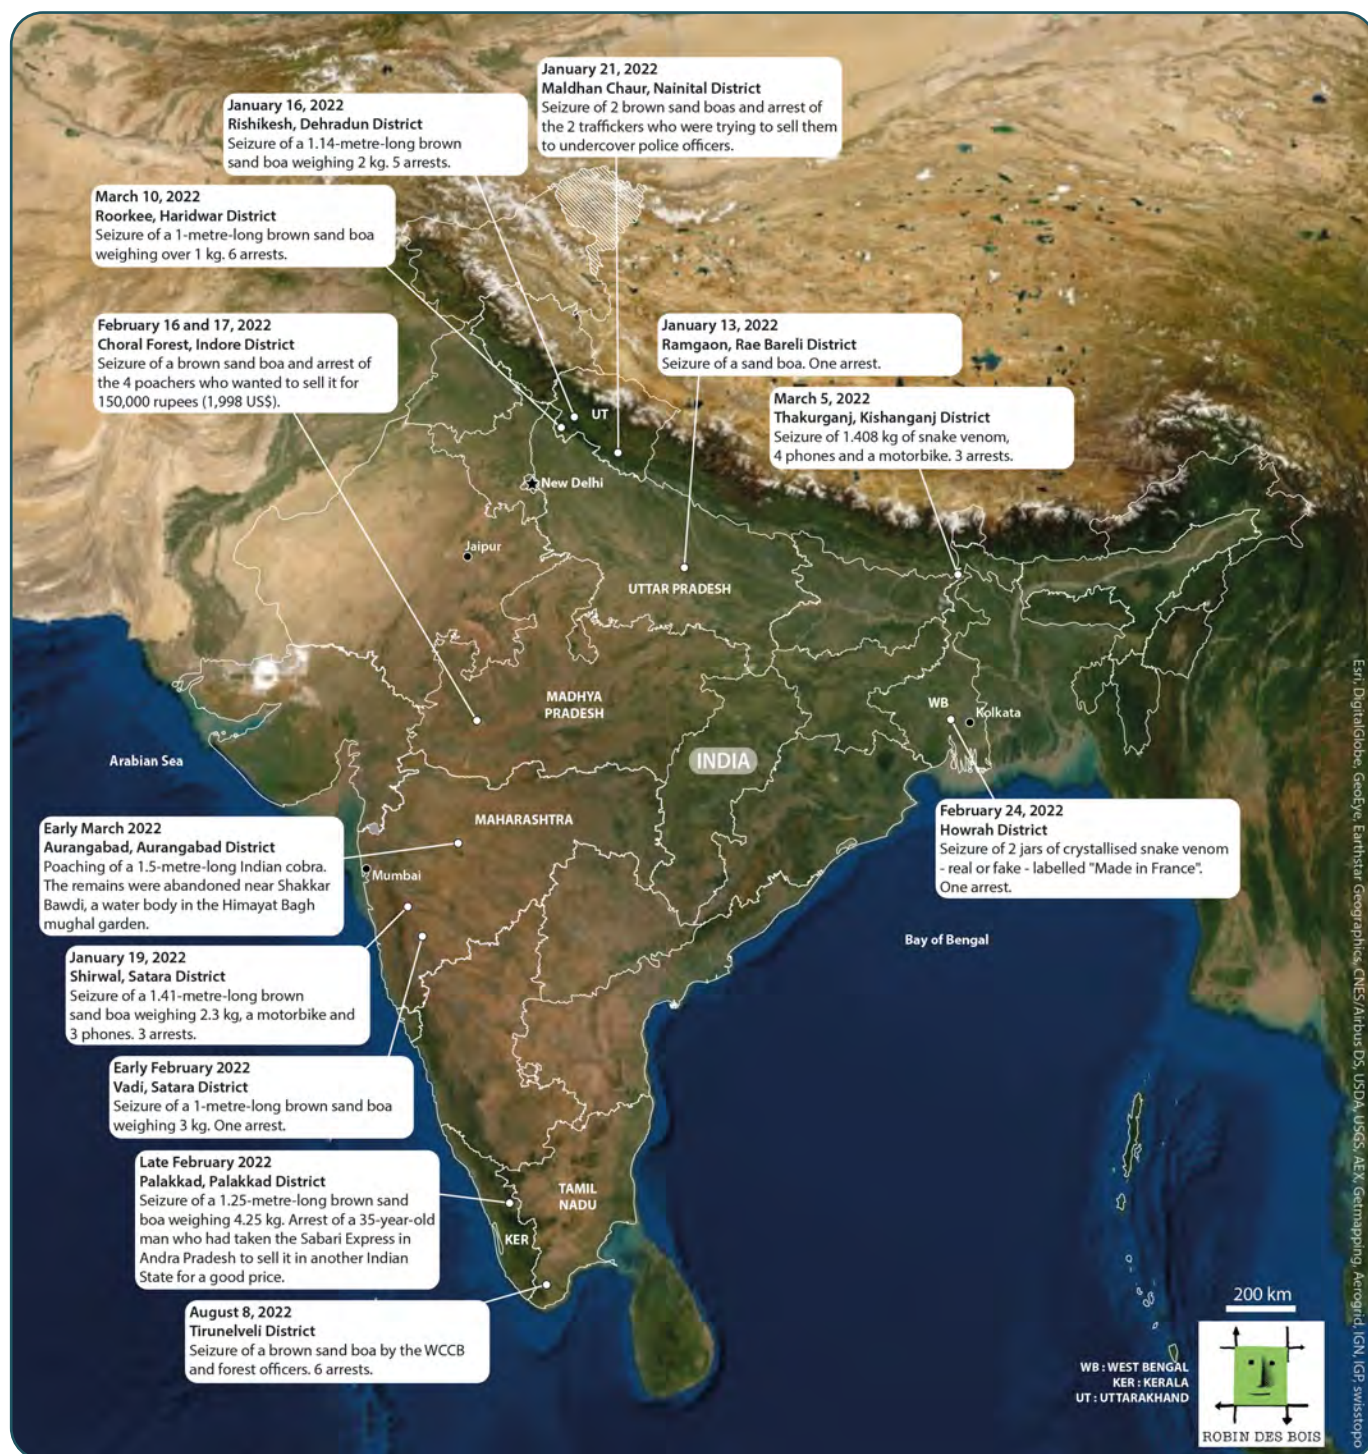 January 21, 2022
Maldhan Chaur, Nainital District
Seizure of 2 brown sand boas and arrest of
the 2 traffickers who were trying to sell them
to undercover police officers.
January 16, 2022
Rishikesh, Dehradun District
Seizure of a 1.14-metre-long brown
sand boa weighing 2 kg. 5 arrests.
March 10, 2022
Roorkee, Haridwar District
Seizure of a 1-metre-long brown sand boa
weighing over 1 kg. 6 arrests.
February 16 and 17, 2022
Choral Forest, Indore District
Seizure of a brown sand boa and arrest of
the 4 poachers who wanted to sell it for
150,000 rupees (1,998 US$).
January 13, 2022
Ramgaon, Rae Bareli District
Seizure of a sand boa. One arrest.
March 5, 2022
Thakurganj, Kishanganj District
Seizure of 1.408 kg of snake venom,
4 phones and a motorbike. 3 arrests.
UT
New Delhi
Jaipur
UTTAR PRADESH
MADHYA
PRADESH
WB
Kolkata
INDIA
Arabian Sea
MAHARASHTRA
Mumbai
February 24, 2022
Howrah District
Seizure of 2 jars of crystallised snake venom
- real or fake - labelled "Made in France".
One arrest.
Early March 2022
Aurangabad, Aurangabad District
Poaching of a 1.5-metre-long Indian cobra.
The remains were abandoned near Shakkar
Bawdi, a water body in the Himayat Bagh
mughal garden.
Bay of Bengal
January 19, 2022
Shirwal, Satara District
Seizure of a 1.41-metre-long brown
sand boa weighing 2.3 kg, a motorbike and
3 phones. 3 arrests.
Early February 2022
Vadi, Satara District
Seizure of a 1-metre-long brown sand boa
weighing 3 kg. One arrest.
Late February 2022
Palakkad, Palakkad District
Seizure of a 1.25-metre-long brown sand
boa weighing 4.25 kg. Arrest of a 35-year-old
man who had taken the Sabari Express in
Andra Pradesh to sell it in another Indian
State for a good price.
TAMIL
NADU
KER
August 8, 2022
Tirunelveli District
Seizure of a brown sand boa by the WCCB
and forest officers. 6 arrests.
200 km
WB : WEST BENGAL
KER : KERALA
UT : UTTARAKHAND
ROBIN DES BOIS
Esri, DigitalGlobe, GeoEye, Earthstar Geographics, CNES/Airbus DS, USDA, USGS, AEX, Getmapping, Aerogrid, IGN, IGP, swisstopo